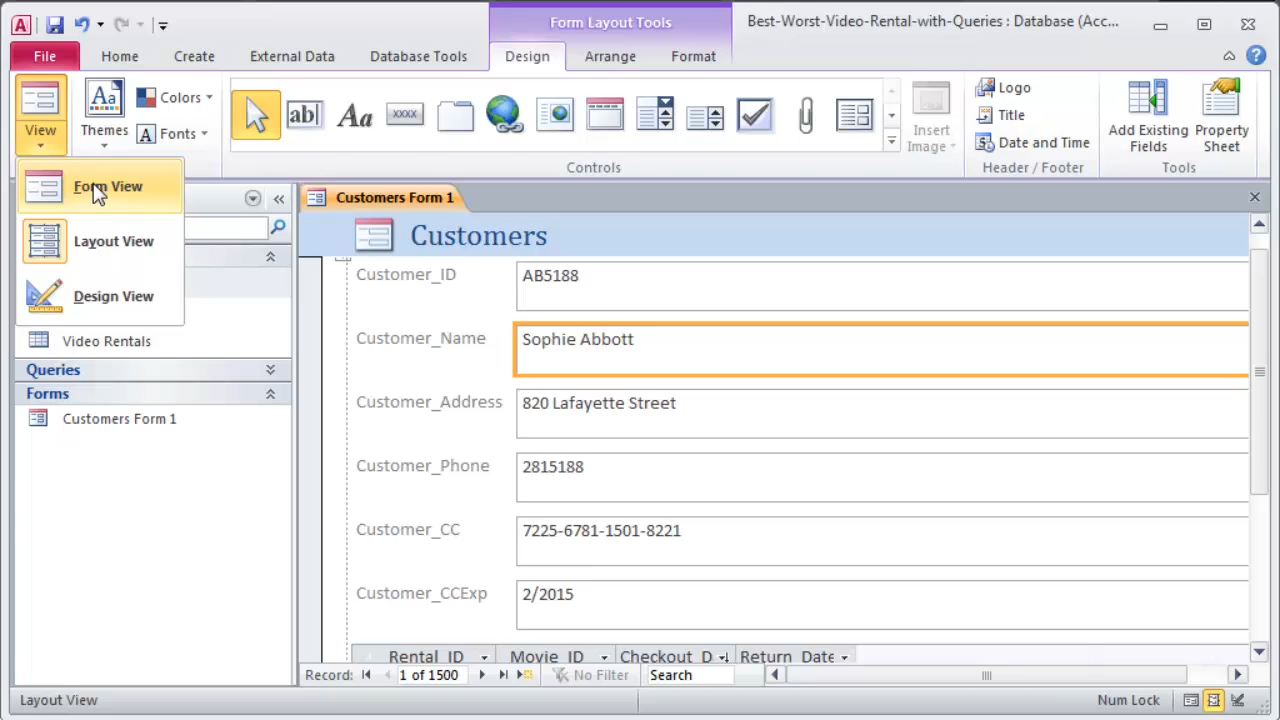 Form Layout Tools
Best-Worst-Video-Rental-with-Queries : Database (Acc...
File Home Create External Data Database Tools Design Arrange Format
View
Themes
Colors
Fonts
ab|
Aa
xxxx
Controls
Insert Image
Logo
Title
Date and Time
Header / Footer
Add Existing Fields
Property Sheet
Tools
Form View
Layout View
Design View
Video Rentals
Queries
Forms
Customers Form 1
Customers Form 1
Customers
Customer_ID AB5188
Customer_Name Sophie Abbott
Customer_Address 820 Lafayette Street
Customer_Phone 2815188
Customer_CC 7225-6781-1501-8221
Customer_CCExp 2/2015
Rental_ID Movie_ID Checkout_D Return_Date
Record: 1 of 1500 No Filter Search
Layout View Num Lock